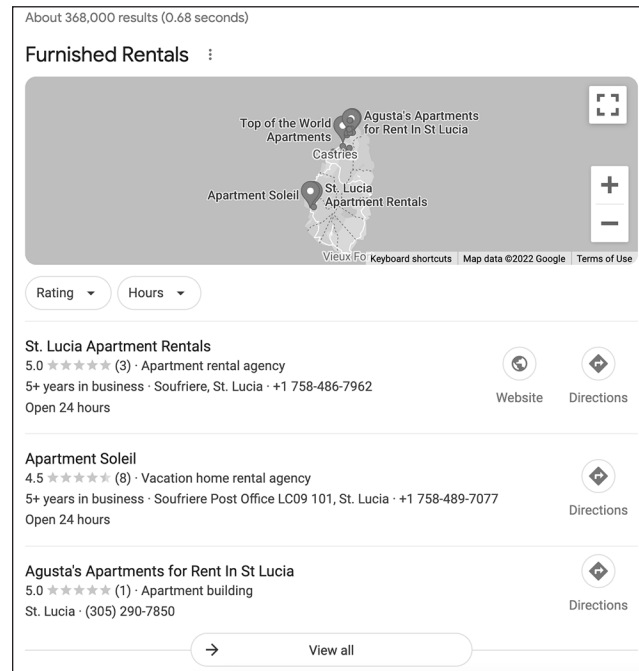 About 368,000 results (0.68 seconds)
Furnished Rentals
Top of the World
Apartments
Agusta's Apartments
for Rent In St Lucia
Castries
Apartment Soleil
St. Lucia
Apartment Rentals
Vieux Fo
Keyboard shortcuts
Map data ©2022 Google
Terms of Use
Rating
Hours
St. Lucia Apartment Rentals
5.0 ★★★★★ (3) · Apartment rental agency
5+ years in business · Soufriere, St. Lucia · +1 758-486-7962
Open 24 hours
Website
Directions
Apartment Soleil
4.5 ★★★★★ (8) · Vacation home rental agency
5+ years in business · Soufriere Post Office LC09 101, St. Lucia · +1 758-489-7077
Open 24 hours
Directions
Agusta's Apartments for Rent In St Lucia
5.0 ★★★★★ (1) · Apartment building
St. Lucia · (305) 290-7850
Directions
→ View all